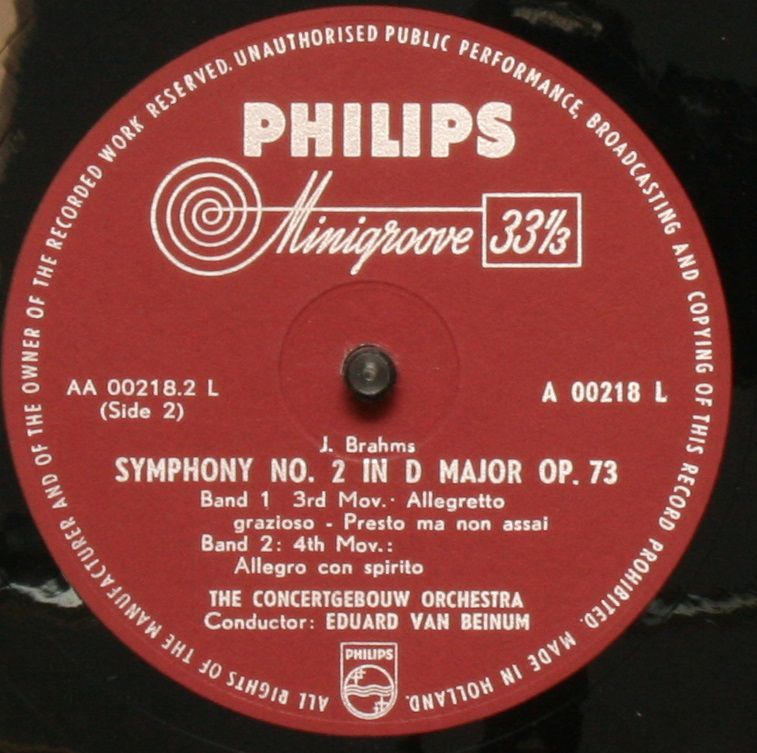 ALL RIGHTS OF THE MANUFACTURER AND OF THE OWNER OF THE RECORDED WORK RESERVED. UNAUTHORISED PUBLIC PERFORMANCE, BROADCASTING AND COPYING OF THIS RECORD PROHIBITED. MADE IN HOLLAND.
PHILIPS
Minigroove 33⅓
AA 00218.2 L
(Side 2)
A 00218 L
J. Brahms
SYMPHONY NO. 2 IN D MAJOR OP. 73
Band 1 3rd Mov.· Allegretto
grazioso - Presto ma non assai
Band 2: 4th Mov.:
Allegro con spirito
THE CONCERTGEBOUW ORCHESTRA
Conductor: EDUARD VAN BEINUM
PHILIPS